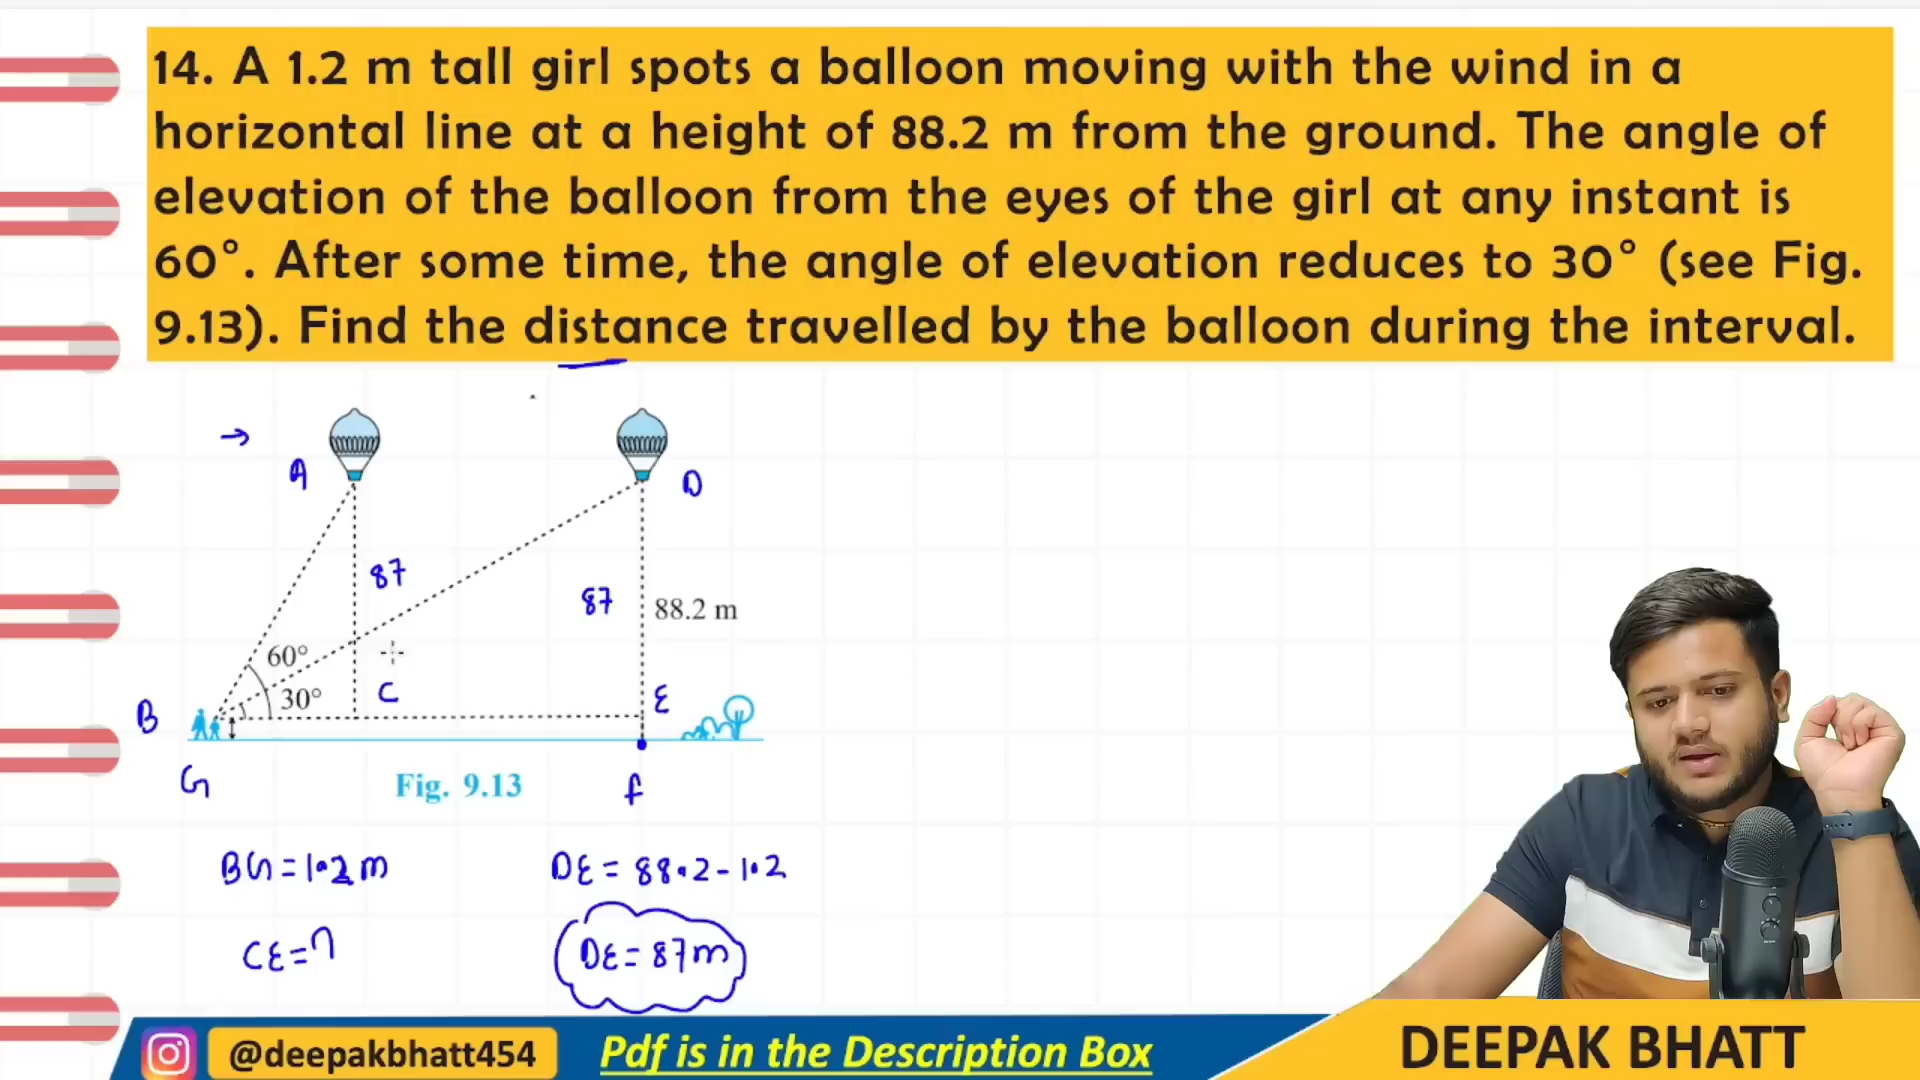 14. A 1.2 m tall girl spots a balloon moving with the wind in a
horizontal line at a height of 88.2 m from the ground. The angle of
elevation of the balloon from the eyes of the girl at any instant is
60°. After some time, the angle of elevation reduces to 30° (see Fig.
9.13). Find the distance travelled by the balloon during the interval.
→
A
D
87
87
88.2 m
60°
30°
C
E
B
G
Fig. 9.13
f
BG = 1.2 m
DE = 88.2 - 1.2
CE = ?
DE = 87 m
@deepakbhatt454
Pdf is in the Description Box
DEEPAK BHATT